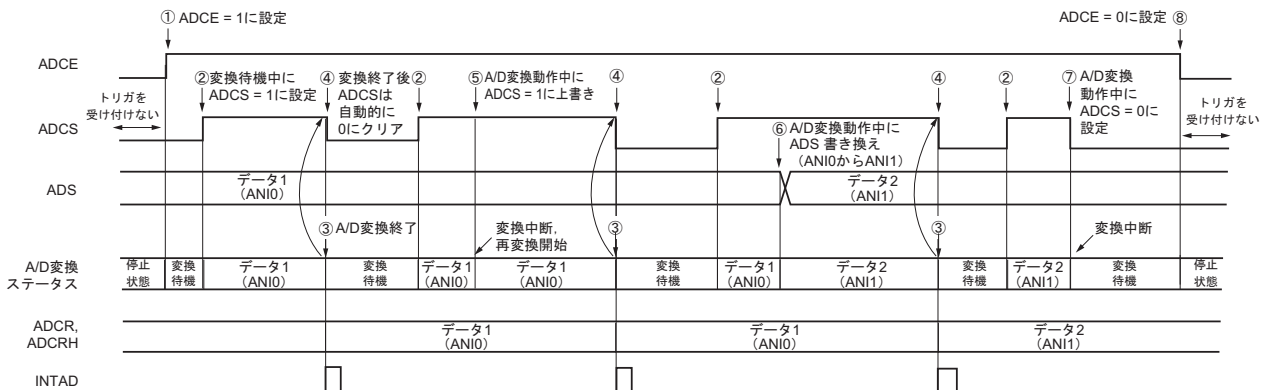 ① ADCE = 1に設定
ADCE = 0に設定 ⑧
ADCE
②変換待機中に
ADCS = 1に設定
④ 変換終了後
ADCSは
自動的に
0にクリア
②
⑤A/D変換動作中に
ADCS = 1に上書き
④
②
④
②
⑦A/D変換
動作中に
ADCS = 0に
設定
トリガを
受け付けない
トリガを
受け付けない
ADCS
⑥A/D変換動作中に
ADS 書き換え
（ANI0からANI1）
ADS
データ1
（ANI0）
データ2
（ANI1）
③A/D変換終了
変換中断，
再変換開始
③
③
変換中断
A/D変換
ステータス
停止
状態
変換
待機
データ1
（ANI0）
変換
待機
データ1
（ANI0）
データ1
（ANI0）
変換
待機
データ1
（ANI0）
データ2
（ANI1）
変換
待機
データ2
（ANI1）
変換
待機
停止
状態
ADCR,
ADCRH
データ1
（ANI0）
データ1
（ANI0）
データ2
（ANI1）
INTAD